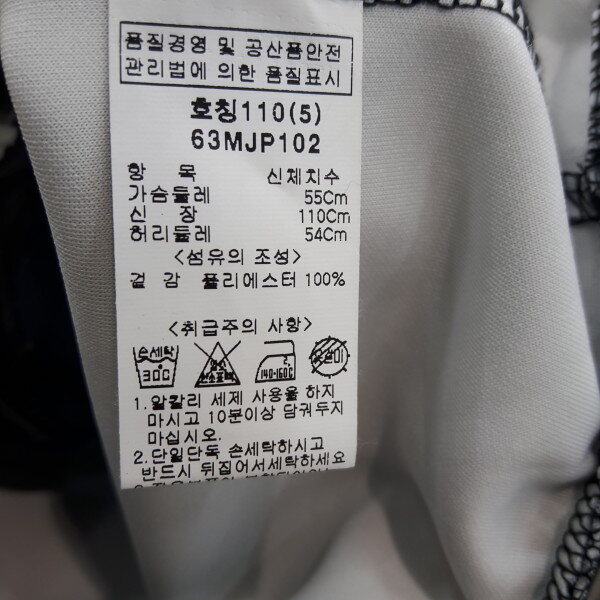 품질경영 및 공산품안전
관리법에 의한 품질표시
호칭110(5)
63MJP102
항 목 신체치수
가슴둘레 55Cm
신 장 110Cm
허리둘레 54Cm
<섬유의 조성>
겉 감 폴리에스터 100%
<취급주의 사항>
손세탁 30℃
염소표백 2, 140-160℃
1.알칼리 세제 사용을 하지
마시고 10분이상 담궈두지
마십시오.
2.단일단독 손세탁하시고
반드시 뒤집어서세탁하세요